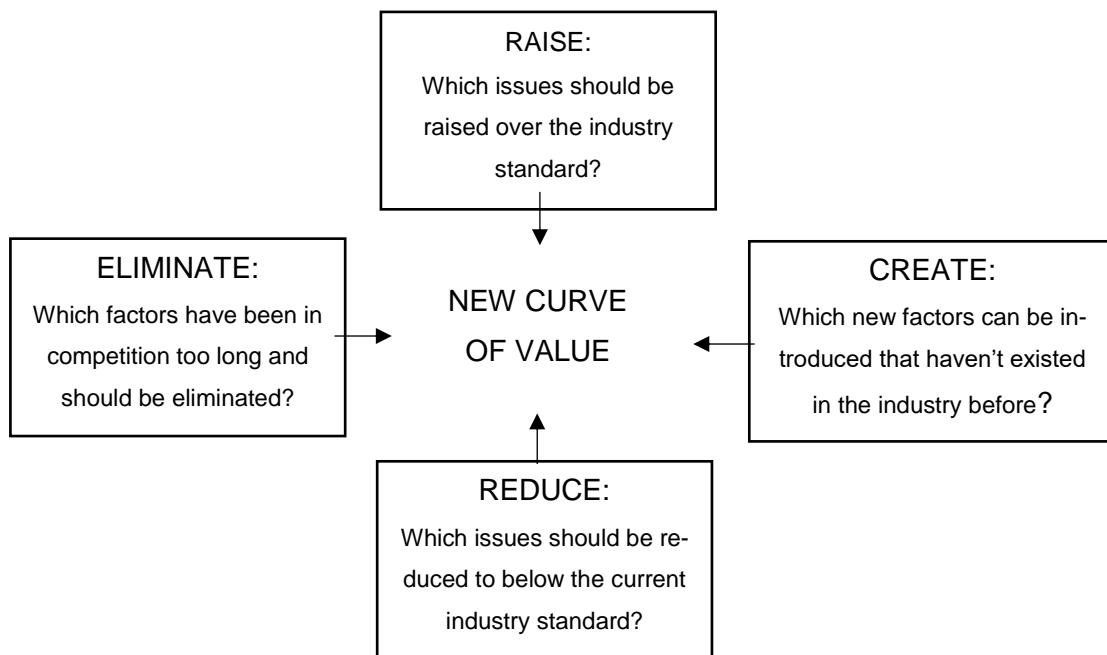 RAISE:
Which issues should be
raised over the industry
standard?
ELIMINATE:
Which factors have been in
competition too long and
should be eliminated?
NEW CURVE
OF VALUE
CREATE:
Which new factors can be in-
troduced that haven’t existed
in the industry before?
REDUCE:
Which issues should be re-
duced to below the current
industry standard?